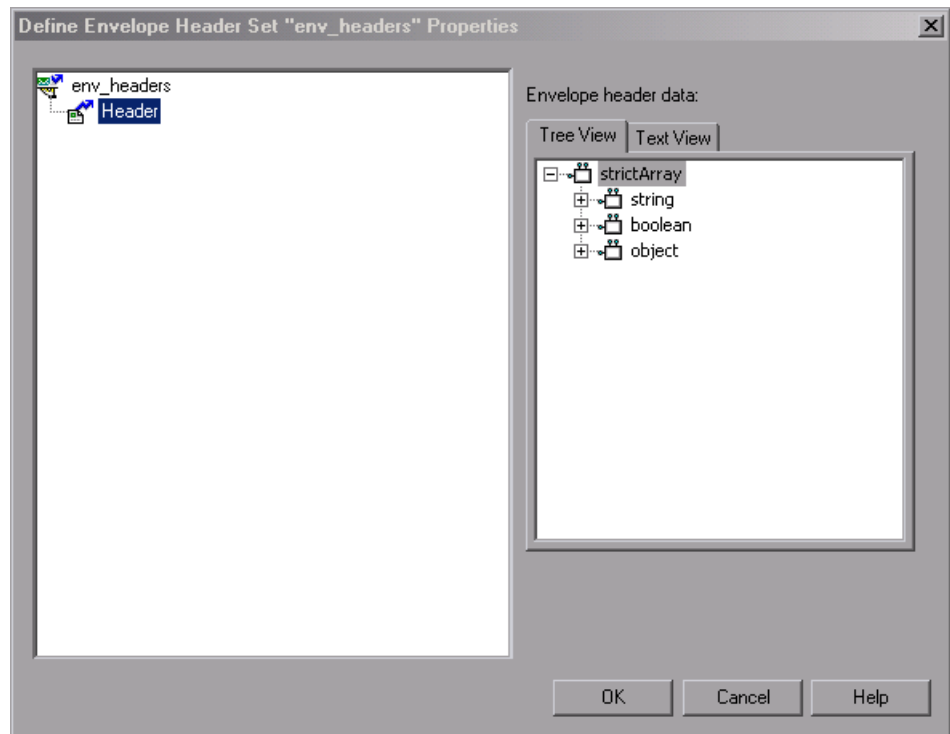 Define Envelope Header Set "env_headers" Properties
env_headers
Header
Envelope header data:
Tree View
Text View
strictArray
string
boolean
object
OK
Cancel
Help